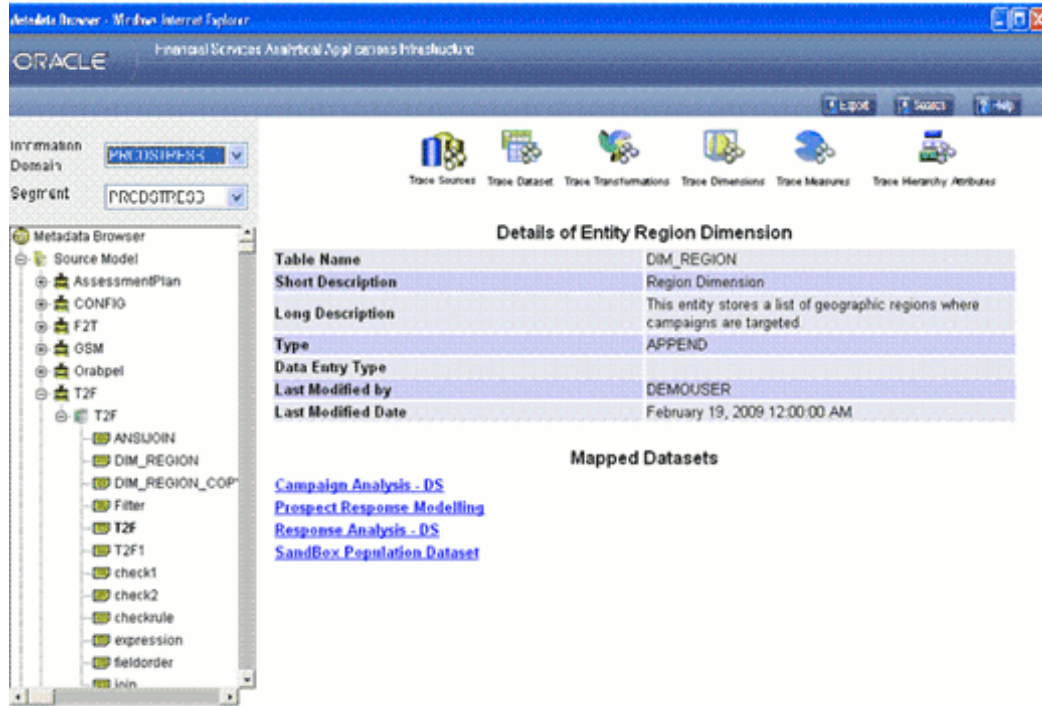 Metadata Browser - Windows Internet Explorer
ORACLE
Financial Services Analytical Applications Infrastructure
Export
Search
Help
Information Domain
PRCDSTRESS
Segment
PRCDSTRESS
Trace Sources
Trace Dataset
Trace Transformations
Trace Dimensions
Trace Measures
Trace Hierarchy Attributes
Metadata Browser
Source Model
AssessmentPlan
CONFIG
F2T
GSM
Orabpel
T2F
T2F
ANSIJOIN
DIM_REGION
DIM_REGION_COP
Filter
T2F
T2F1
check1
check2
checkrule
expression
fieldorder
join
Details of Entity Region Dimension
Table Name DIM_REGION
Short Description Region Dimension
Long Description This entity stores a list of geographic regions where
campaigns are targeted
Type APPEND
Data Entry Type
Last Modified by DEMOUSER
Last Modified Date February 19, 2009 12:00:00 AM
Mapped Datasets
Campaign Analysis - DS
Prospect Response Modelling
Response Analysis - DS
SandBox Population Dataset